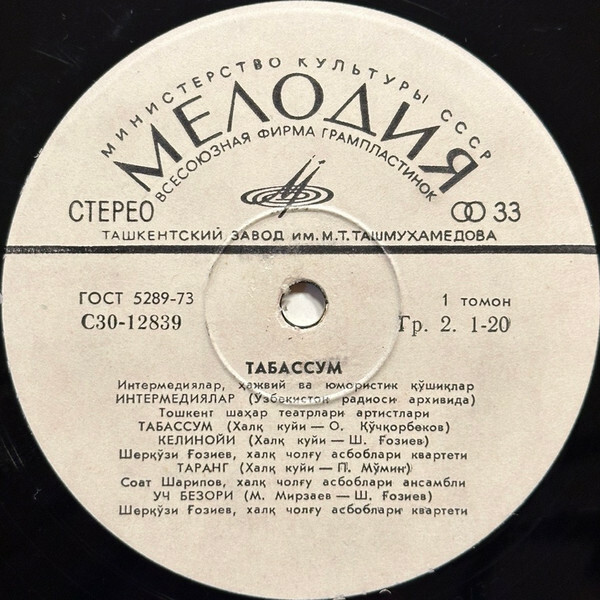 МИНИСТЕРСТВО КУЛЬТУРЫ СССР
МЕЛОДИЯ
ВСЕСОЮЗНАЯ ФИРМА ГРАМПЛАСТИНОК
СТЕРЕО 33
ТАШКЕНТСКИЙ ЗАВОД ИМ. М. Т. ТАШМУХАМЕДОВА
ГОСТ 5289-73 1 томон
С30-12839 Гр. 2. 1-20
ТАБАССУМ
Интермедиялар, ҳажвий ва юмористик қўшиқлар
ИНТЕРМЕДИЯЛАР (Узбекистон радиоси архивида)
Тошкент шаҳар театрлари артистлари
ТАБАССУМ (Халқ куйи — О. Қўчқорбеков)
КЕЛИНОЙИ (Халқ куйи — Ш. Ғозиев)
Шерқўзи Ғозиев, халқ чолғу асбоблари квартети
ТАРАНГ (Халқ куйи — П. Мўмин)
Соат Шарипов, халқ чолғу асбоблари ансамбли
УЧ БЕЗОРИ (М. Мирзаев — Ш. Ғозиев)
Шерқўзи Ғозиев, халқ чолғу асбоблари квартети